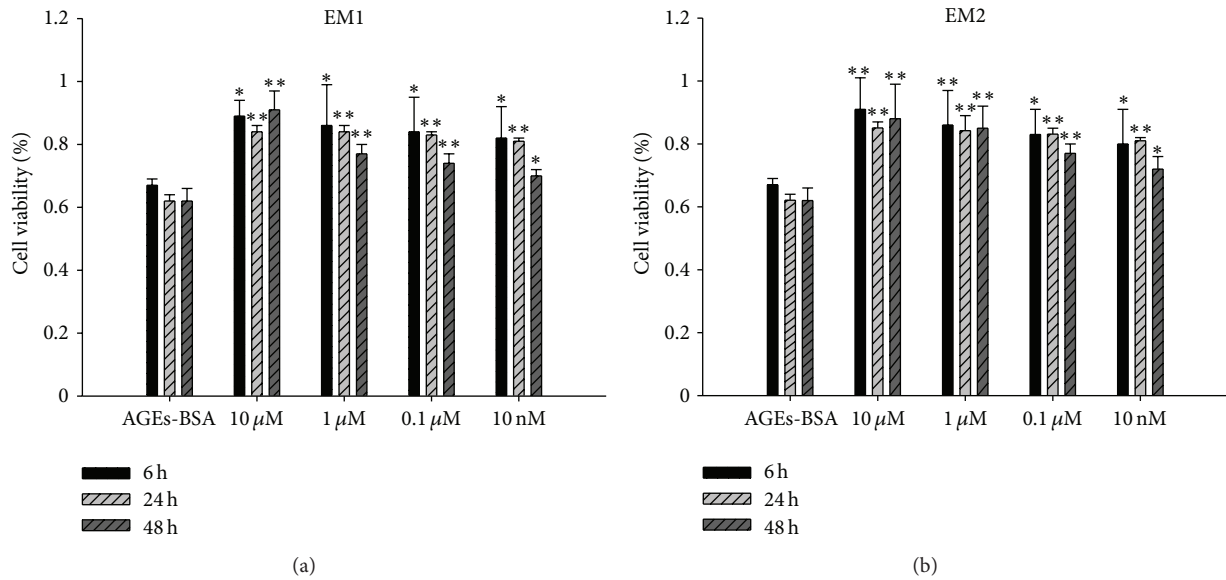 EM1
Cell viability (%)
1.2
1
0.8
0.6
0.4
0.2
0
* ** **
* ** **
* ** **
* ** *
AGEs-BSA 10 μM 1 μM 0.1 μM 10 nM
6 h
24 h
48 h
(a)
EM2
Cell viability (%)
1.2
1
0.8
0.6
0.4
0.2
0
** ** **
** ** **
* ** **
* ** *
AGEs-BSA 10 μM 1 μM 0.1 μM 10 nM
6 h
24 h
48 h
(b)